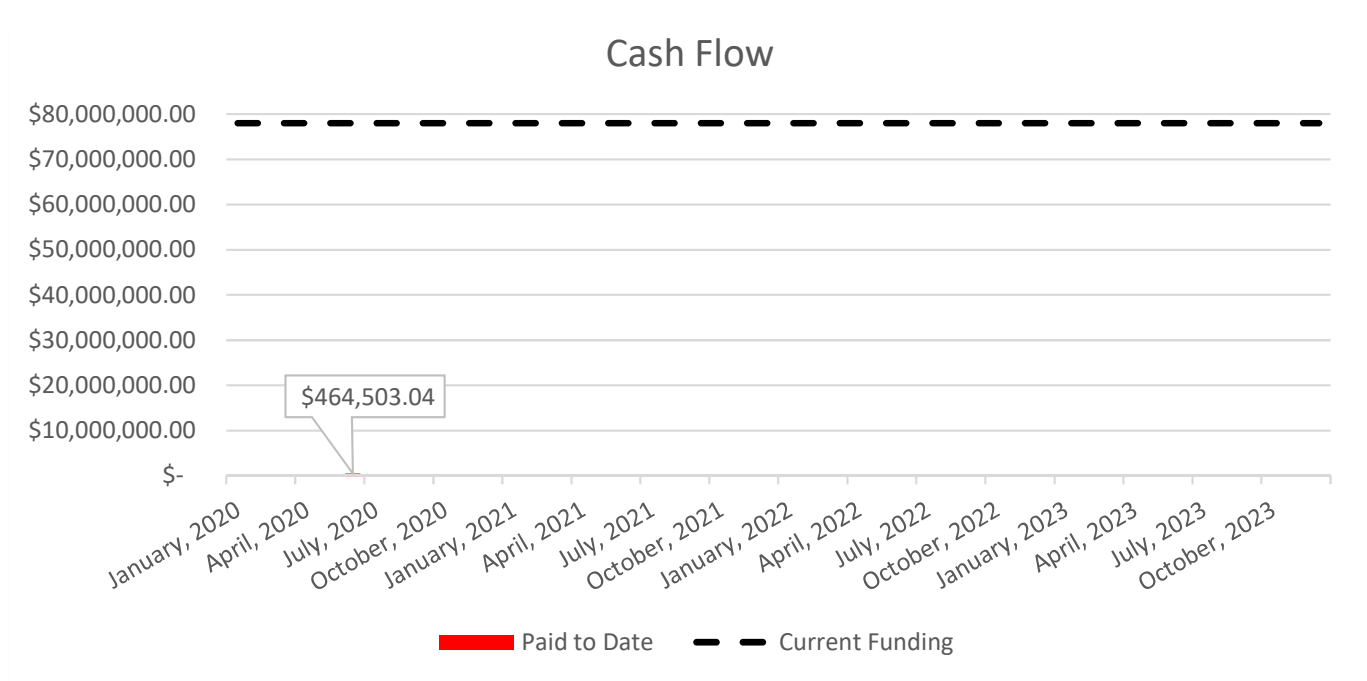 Cash Flow
$80,000,000.00
$70,000,000.00
$60,000,000.00
$50,000,000.00
$40,000,000.00
$30,000,000.00
$20,000,000.00
$464,503.04
$10,000,000.00
$-
January, 2020
April, 2020
July, 2020
October, 2020
January, 2021
April, 2021
July, 2021
October, 2021
January, 2022
April, 2022
July, 2022
October, 2022
January, 2023
April, 2023
July, 2023
October, 2023
Paid to Date Current Funding